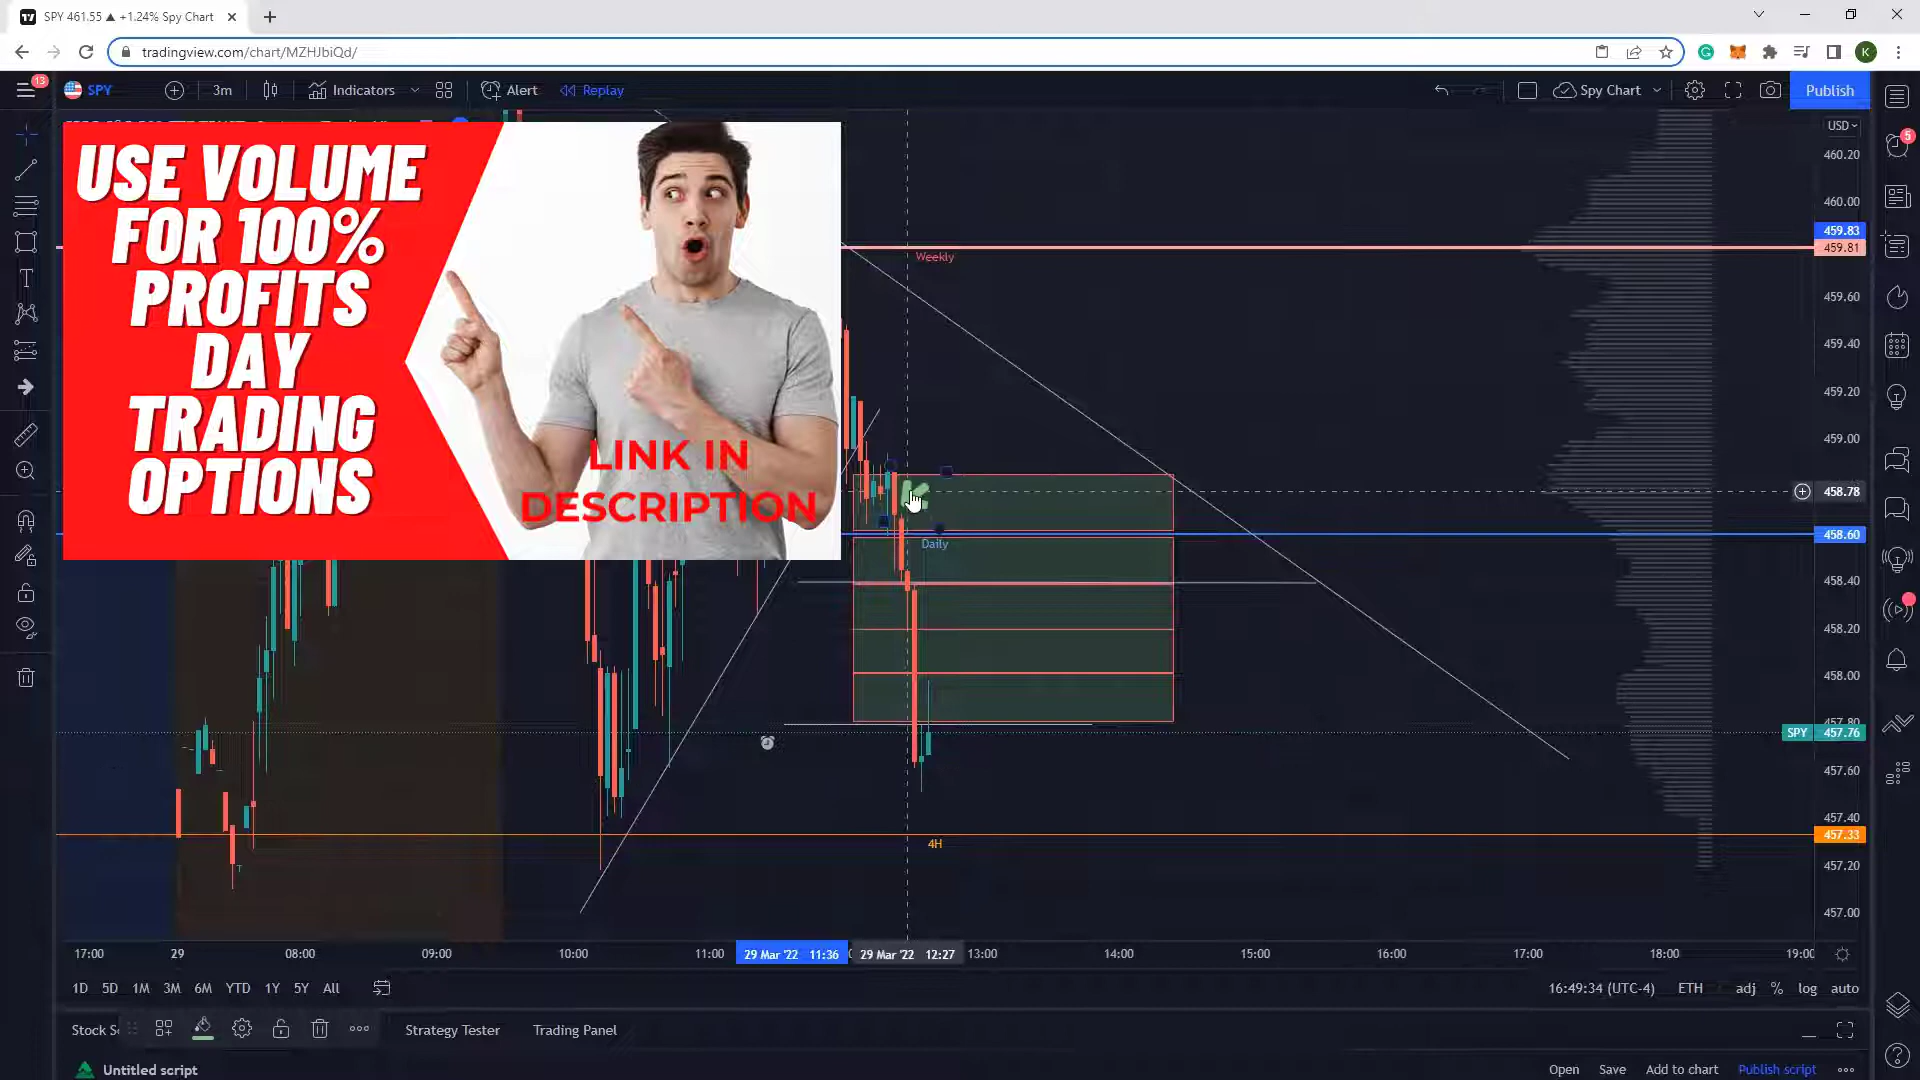 SPY 461.55 ▲ +1.24% Spy Chart
tradingview.com/chart/MZHJbiQd/
K
13
SPY
3m
Indicators
Alert
Replay
Spy Chart
Publish
USE VOLUME
FOR 100%
PROFITS
DAY
TRADING
OPTIONS
LINK IN
DESCRIPTION
Weekly
Daily
4H
USD
460.20
460.00
459.83
459.81
459.60
459.40
459.20
459.00
458.78
458.60
458.40
458.20
458.00
457.80
SPY 457.76
457.60
457.40
457.33
457.20
457.00
5
17:00 29 08:00 09:00 10:00 11:00 29 Mar '22 11:36 29 Mar '22 12:27 13:00 14:00 15:00 16:00 17:00 18:00 19:00
1D 5D 1M 3M 6M YTD 1Y 5Y All
16:49:34 (UTC-4) ETH adj % log auto
Stock Strategy Tester Trading Panel
Untitled script
Open Save Add to chart Publish script